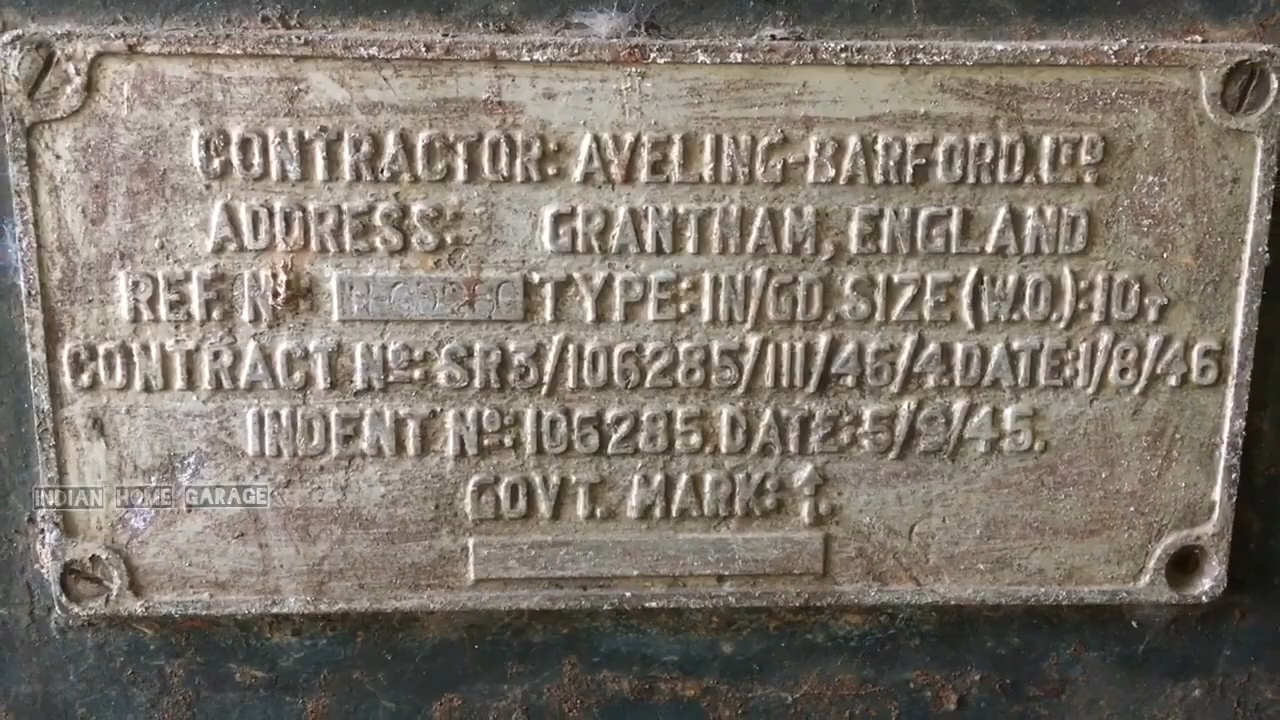 CONTRACTOR: AVELING-BARFORD. LTD
ADDRESS: GRANTHAM, ENGLAND
REF. Nº TYPE: IN/GD. SIZE (W.O.): 10T
CONTRACT Nº: SR3/106285/III/46/4. DATE: 1/8/46
INDENT Nº: 106285. DATE: 5/9/45.
GOVT. MARK: ↑.
INDIAN HOME GARAGE